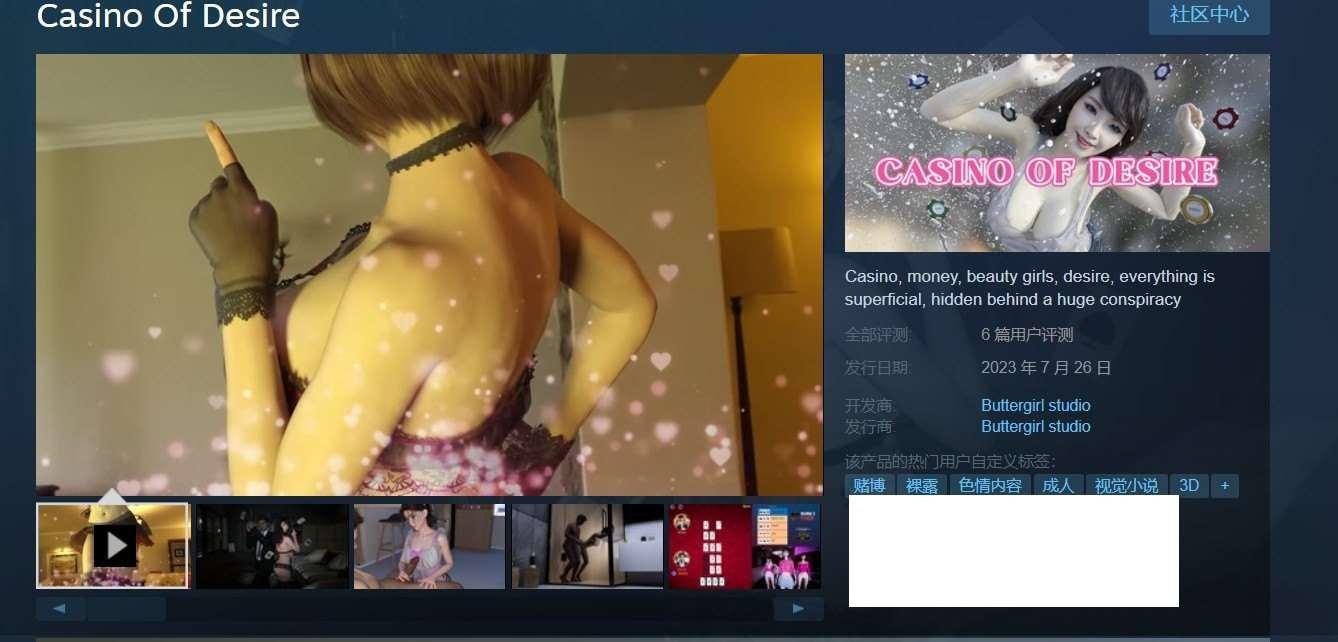 Casino Of Desire
社区中心
CASINO OF DESIRE
Casino, money, beauty girls, desire, everything is
superficial, hidden behind a huge conspiracy
全部评测: 6 篇用户评测
发行日期: 2023 年 7 月 26 日
开发商: Buttergirl studio
发行商: Buttergirl studio
该产品的热门用户自定义标签:
赌博 裸露 色情内容 成人 视觉小说 3D +